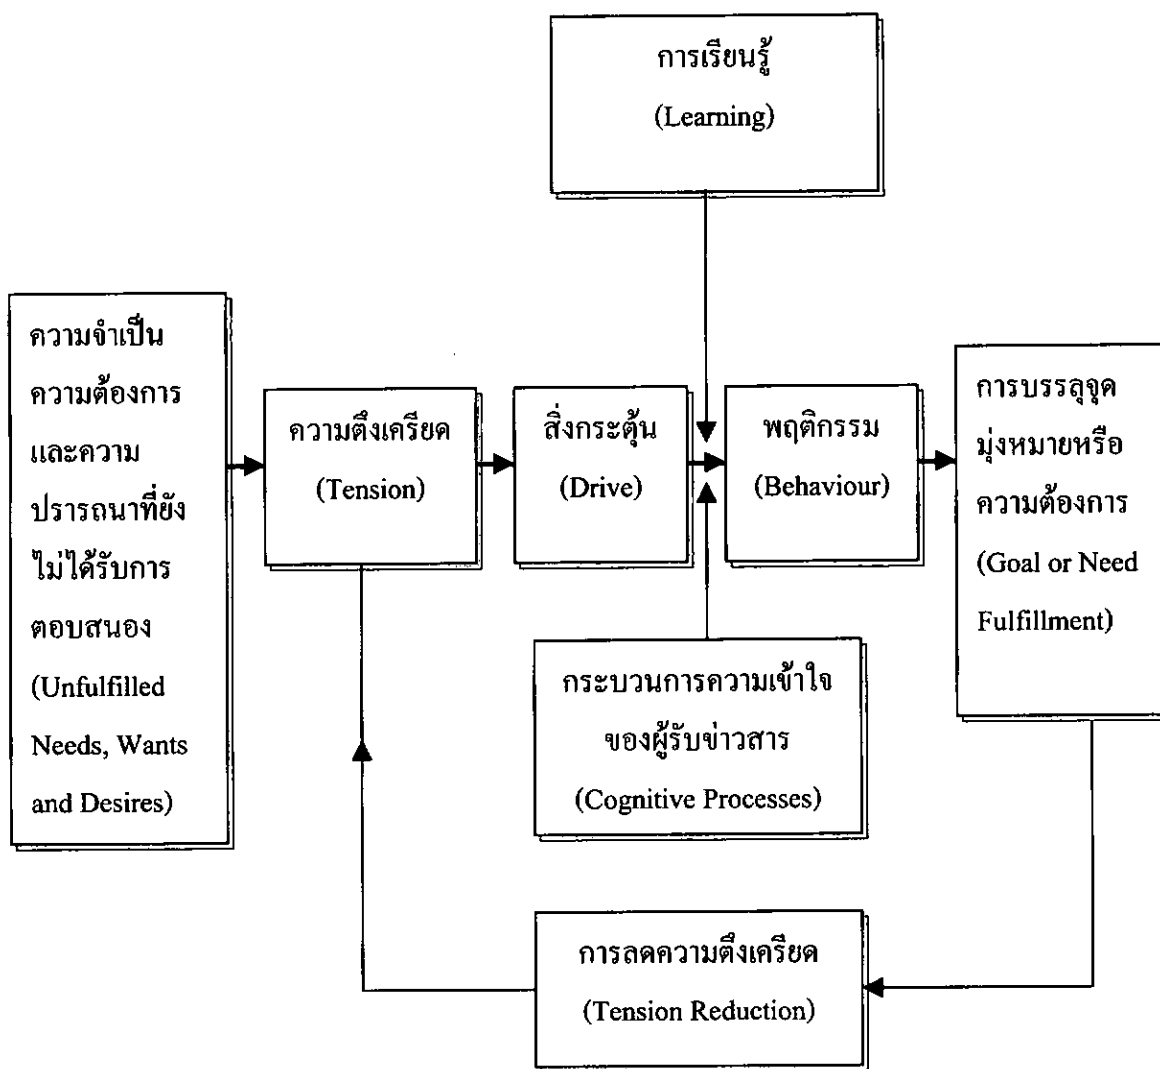 การเรียนรู้
(Learning)
ความจำเป็น
ความต้องการ
และความ
ปรารถนาที่ยัง
ไม่ได้รับการ
ตอบสนอง
(Unfulfilled
Needs, Wants
and Desires)
ความตึงเครียด
(Tension)
สิ่งกระตุ้น
(Drive)
พฤติกรรม
(Behaviour)
การบรรลุจุด
มุ่งหมายหรือ
ความต้องการ
(Goal or Need
Fulfillment)
กระบวนการความเข้าใจ
ของผู้รับข่าวสาร
(Cognitive Processes)
การลดความตึงเครียด
(Tension Reduction)